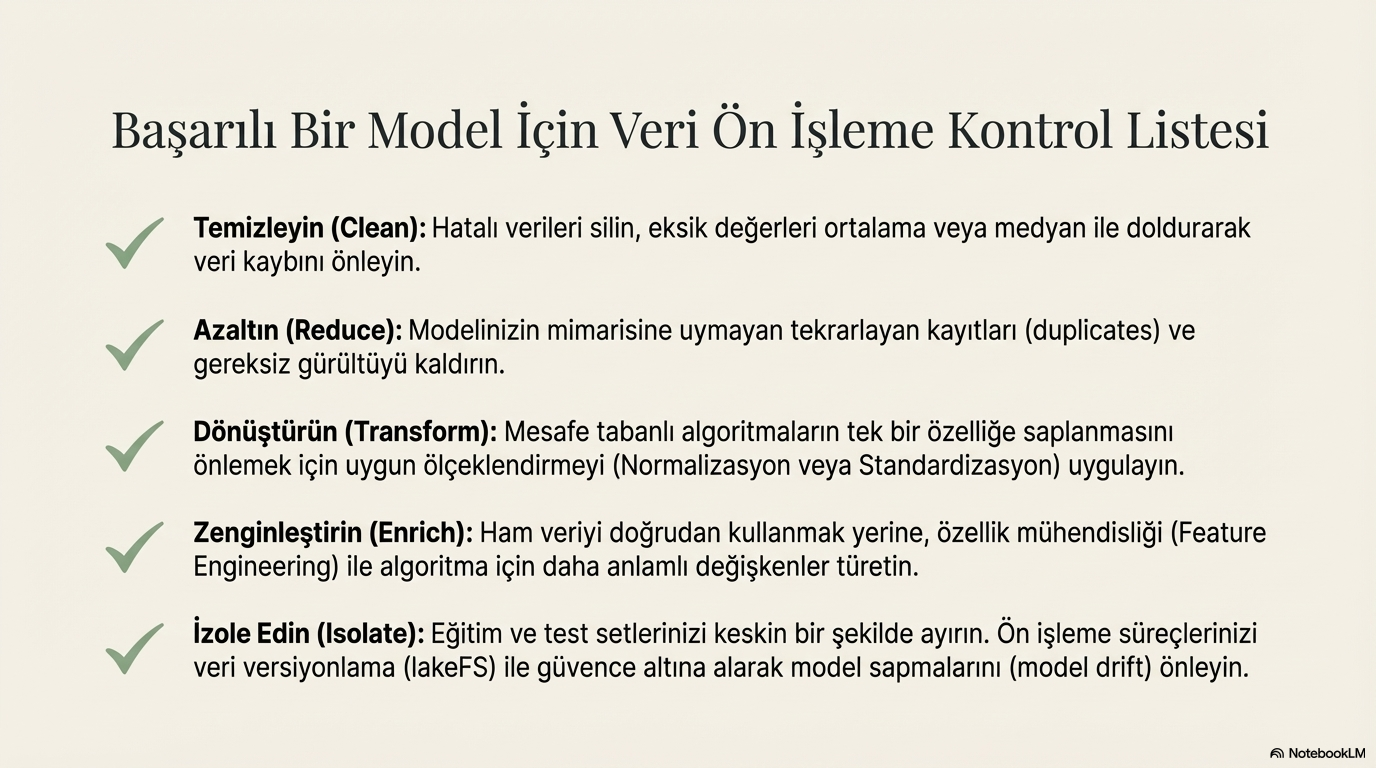 Başarılı Bir Model İçin Veri Ön İşleme Kontrol Listesi
Temizleyin (Clean): Hatalı verileri silin, eksik değerleri ortalama veya medyan ile doldurarak
veri kaybını önleyin.
Azaltın (Reduce): Modelinizin mimarisine uymayan tekrarlayan kayıtları (duplicates) ve
gereksiz gürültüyü kaldırın.
Dönüştürün (Transform): Mesafe tabanlı algoritmaların tek bir özelliğe saplanmasını
önlemek için uygun ölçeklendirmeyi (Normalizasyon veya Standardizasyon) uygulayın.
Zenginleştirin (Enrich): Ham veriyi doğrudan kullanmak yerine, özellik mühendisliği (Feature
Engineering) ile algoritma için daha anlamlı değişkenler türetin.
İzole Edin (Isolate): Eğitim ve test setlerinizi keskin bir şekilde ayırın. Ön işleme süreçlerinizi
veri versiyonlama (lakeFS) ile güvence altına alarak model sapmalarını (model drift) önleyin.
NotebookLM